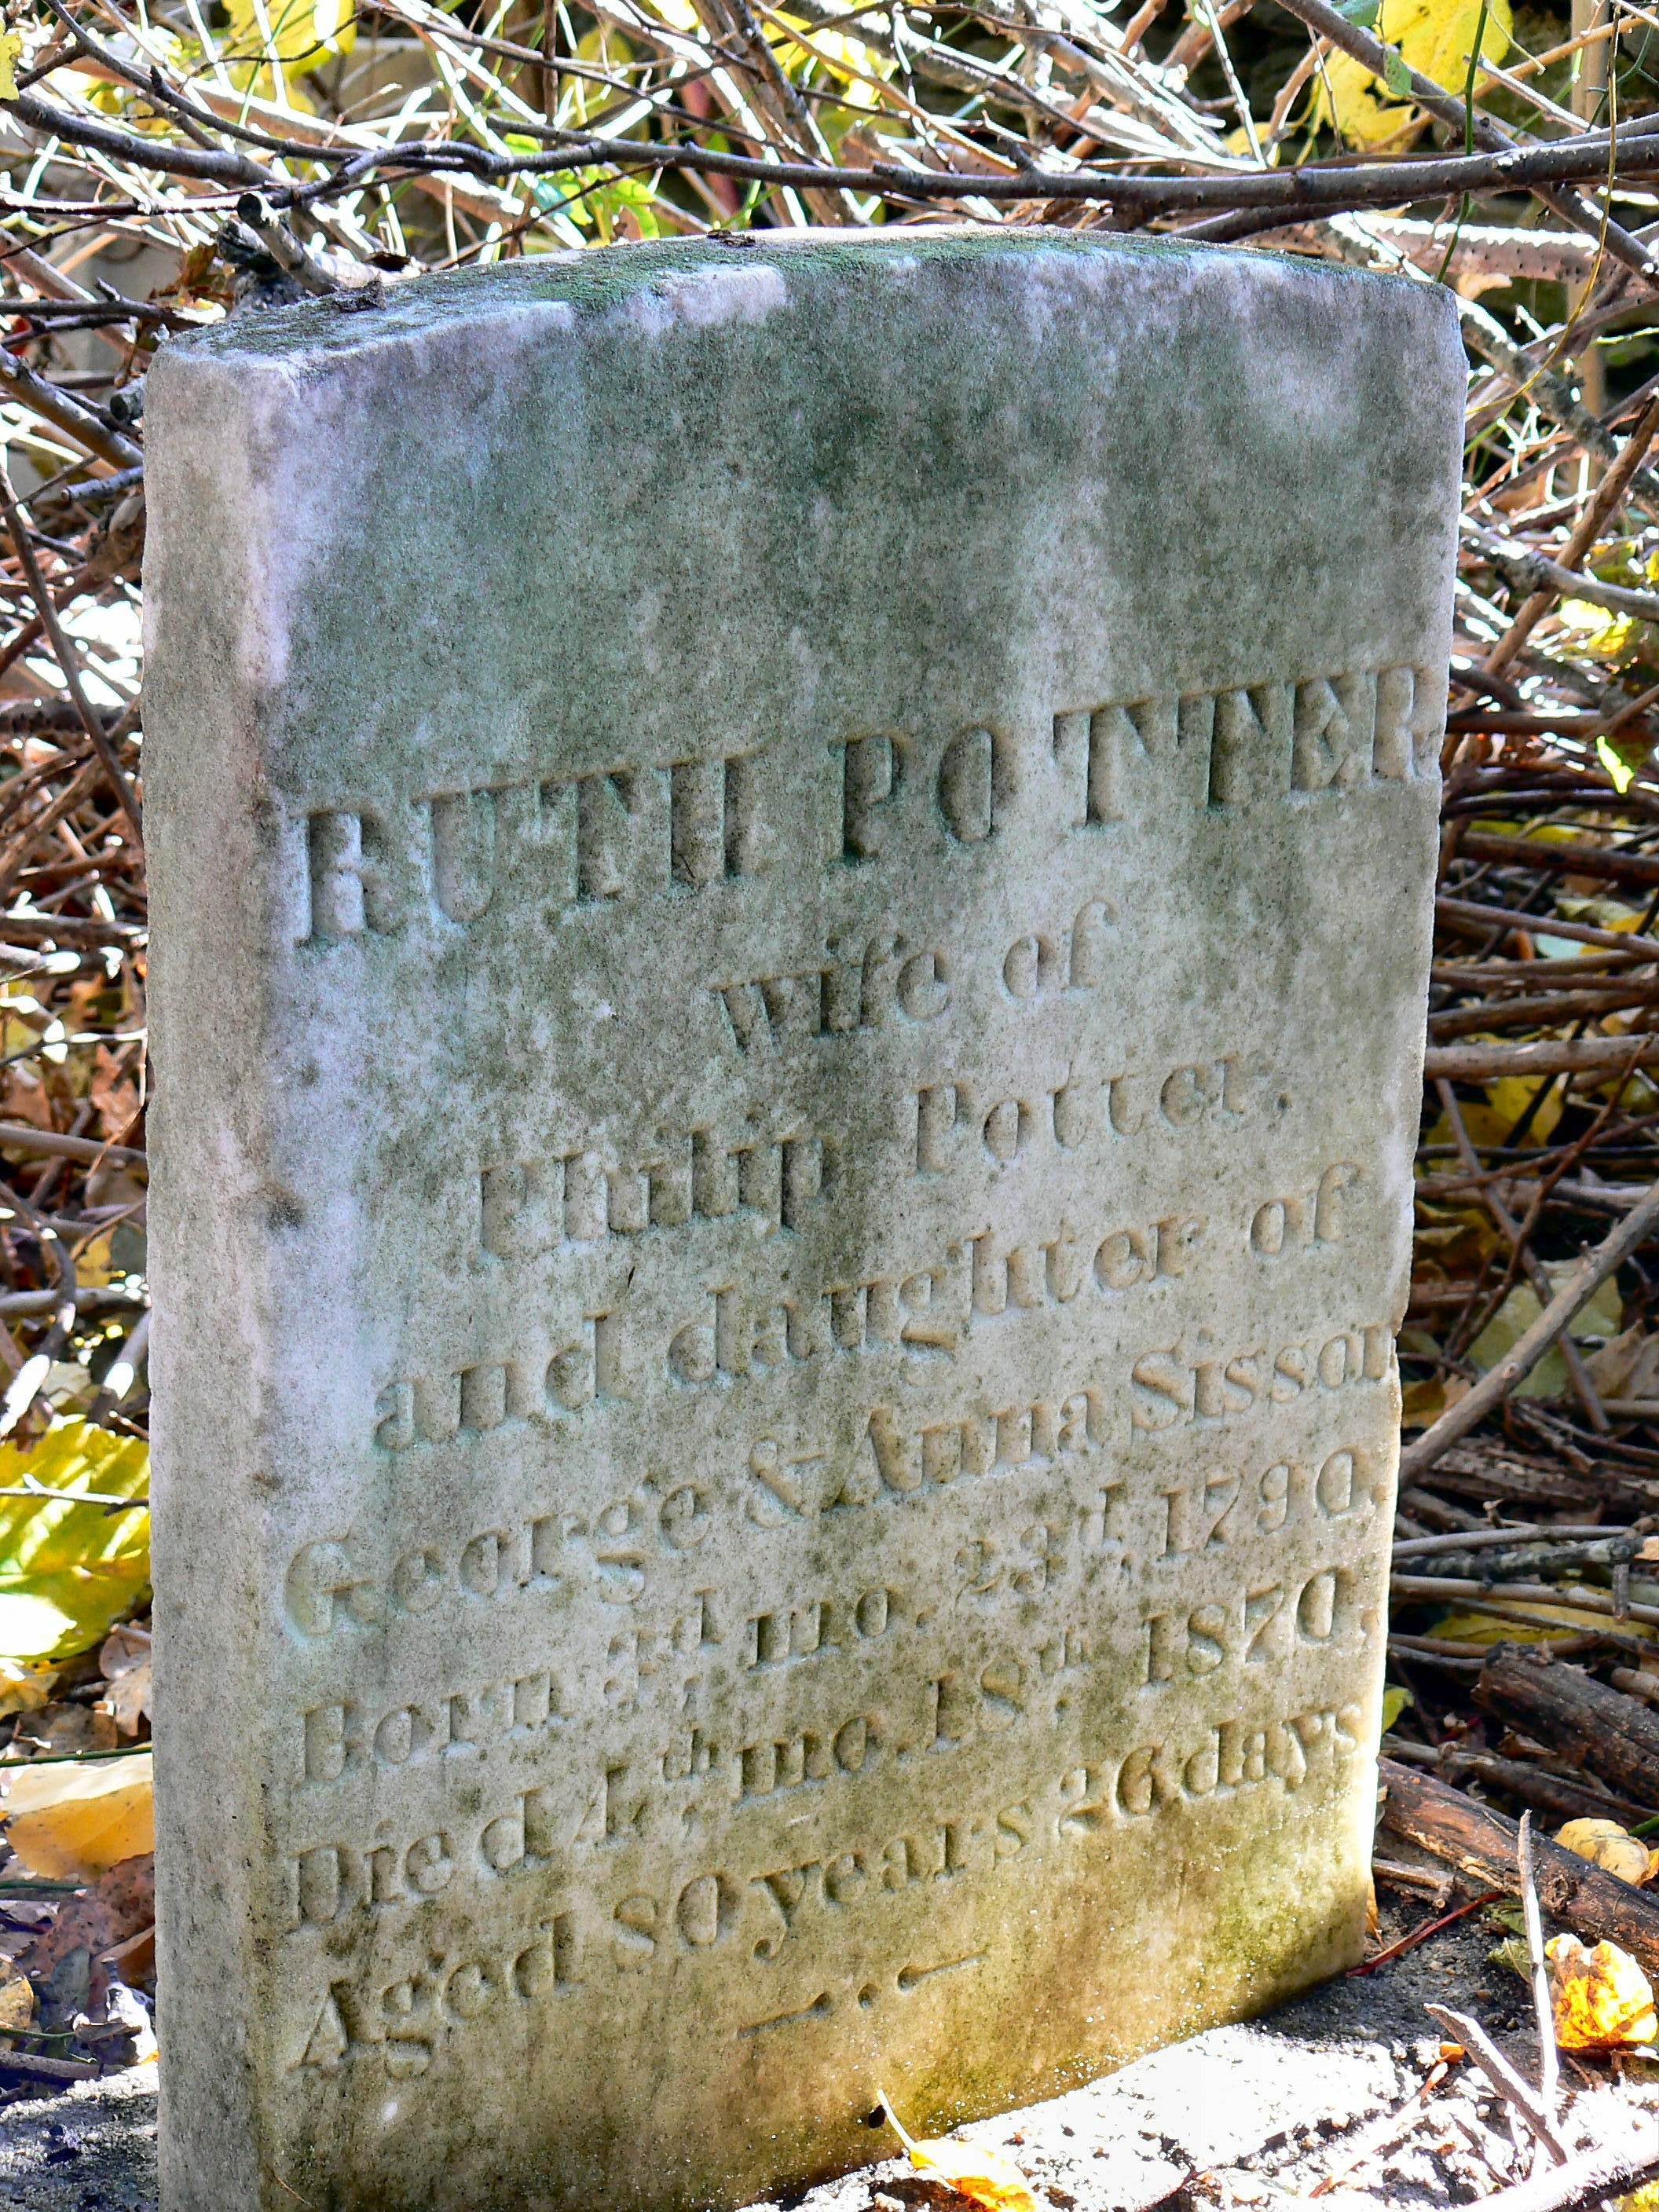 RUTH POTTER
wife of
Philip Potter.
and daughter of
George & Anna Sisson
Born 3d. mo. 23d. 1790.
Died 4th. mo. 18th. 1870.
Aged 80 years 26 days